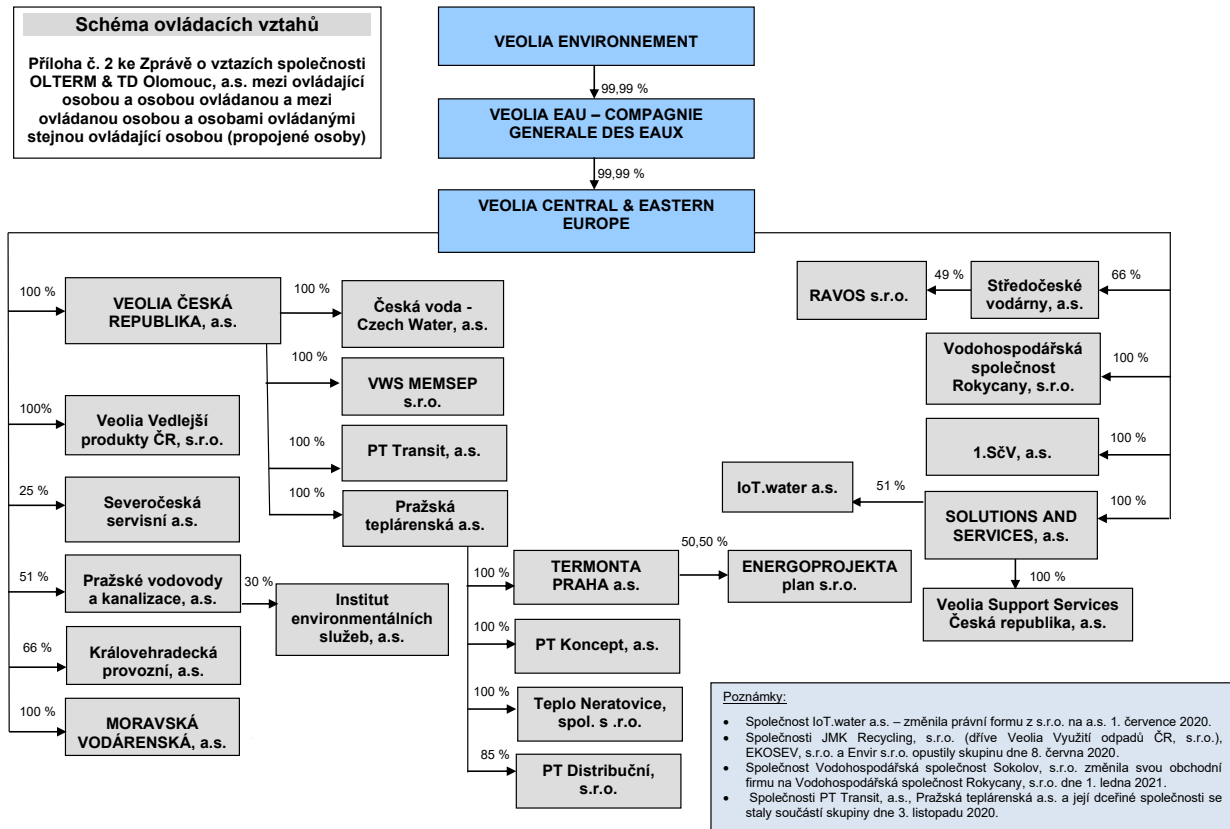 Schéma ovládacích vztahů
Příloha č. 2 ke Zprávě o vztazích společnosti
OLTERM & TD Olomouc, a.s. mezi ovládající
osobou a osobou ovládanou a mezi
ovládanou osobou a osobami ovládanými
stejnou ovládající osobou (propojené osoby)
VEOLIA ENVIRONNEMENT
99,99 %
VEOLIA EAU – COMPAGNIE
GENERALE DES EAUX
99,99 %
VEOLIA CENTRAL & EASTERN
EUROPE
100 %
VEOLIA ČESKÁ
REPUBLIKA, a.s.
100 %
Česká voda -
Czech Water, a.s.
100 %
VWS MEMSEP
s.r.o.
100 %
PT Transit, a.s.
100 %
Pražská
teplárenská a.s.
100%
Veolia Vedlejší
produkty ČR, s.r.o.
25 %
Severočeská
servisní a.s.
51 %
Pražské vodovody
a kanalizace, a.s.
30 %
Institut
environmentálních
služeb, a.s.
66 %
Královehradecká
provozní, a.s.
100 %
MORAVSKÁ
VODÁRENSKÁ, a.s.
100 %
TERMONTA
PRAHA a.s.
50,50 %
ENERGOPROJEKTA
plan s.r.o.
100 %
PT Koncept, a.s.
100 %
Teplo Neratovice,
spol. s .r.o.
85 %
PT Distribuční,
s.r.o.
66 %
Středočeské
vodárny, a.s.
49 %
RAVOS s.r.o.
100 %
Vodohospodářská
společnost
Rokycany, s.r.o.
100 %
1.SčV, a.s.
100 %
SOLUTIONS AND
SERVICES, a.s.
51 %
IoT.water a.s.
100 %
Veolia Support Services
Česká republika, a.s.
Poznámky:
• Společnost IoT.water a.s. – změnila právní formu z s.r.o. na a.s. 1. července 2020.
• Společnosti JMK Recycling, s.r.o. (dříve Veolia Využití odpadů ČR, s.r.o.),
EKOSEV, s.r.o. a Envir s.r.o. opustily skupinu dne 8. června 2020.
• Společnost Vodohospodářská společnost Sokolov, s.r.o. změnila svou obchodní
firmu na Vodohospodářská společnost Rokycany, s.r.o. dne 1. ledna 2021.
• Společnosti PT Transit, a.s., Pražská teplárenská a.s. a její dceřiné společnosti se
staly součástí skupiny dne 3. listopadu 2020.